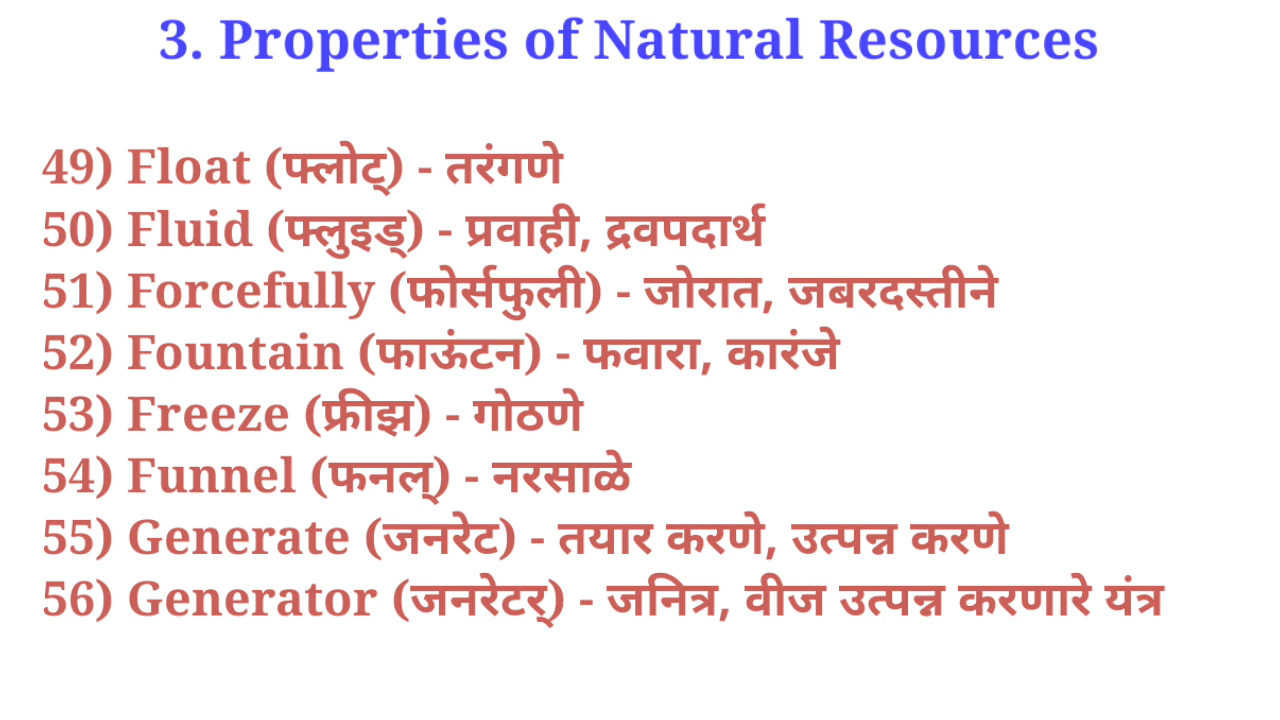 3. Properties of Natural Resources
49) Float (फ्लोट्) - तरंगणे
50) Fluid (फ्लुइड्) - प्रवाही, द्रवपदार्थ
51) Forcefully (फोर्सफुली) - जोरात, जबरदस्तीने
52) Fountain (फाऊंटन) - फवारा, कारंजे
53) Freeze (फ्रीझ) - गोठणे
54) Funnel (फनल्) - नरसाळे
55) Generate (जनरेट) - तयार करणे, उत्पन्न करणे
56) Generator (जनरेटर्) - जनित्र, वीज उत्पन्न करणारे यंत्र